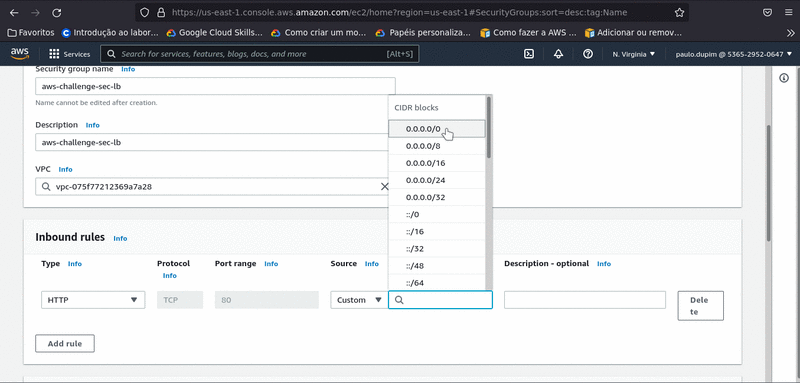 https://us-east-1.console.aws.amazon.com/ec2/home?region=us-east-1#SecurityGroups:sort=desc:tag:Name
Favoritos Introdução ao labor... Google Cloud Skills... Como criar um mo... Papéis personaliza... Como fazer a AWS ... Adicionar ou remov...
aws Services Search for services, features, blogs, docs, and more [Alt+S] N. Virginia paulo.dupim @ 5365-2952-0647
Security group name Info
aws-challenge-sec-lb
Name cannot be edited after creation.
Description Info
aws-challenge-sec-lb
VPC Info
vpc-075f77212369a7a28
CIDR blocks
0.0.0.0/0
0.0.0.0/8
0.0.0.0/16
0.0.0.0/24
0.0.0.0/32
::/0
::/16
::/32
::/48
::/64
Inbound rules Info
Type Info Protocol Info Port range Info Source Info Description - optional Info
HTTP TCP 80 Custom Delete
Add rule